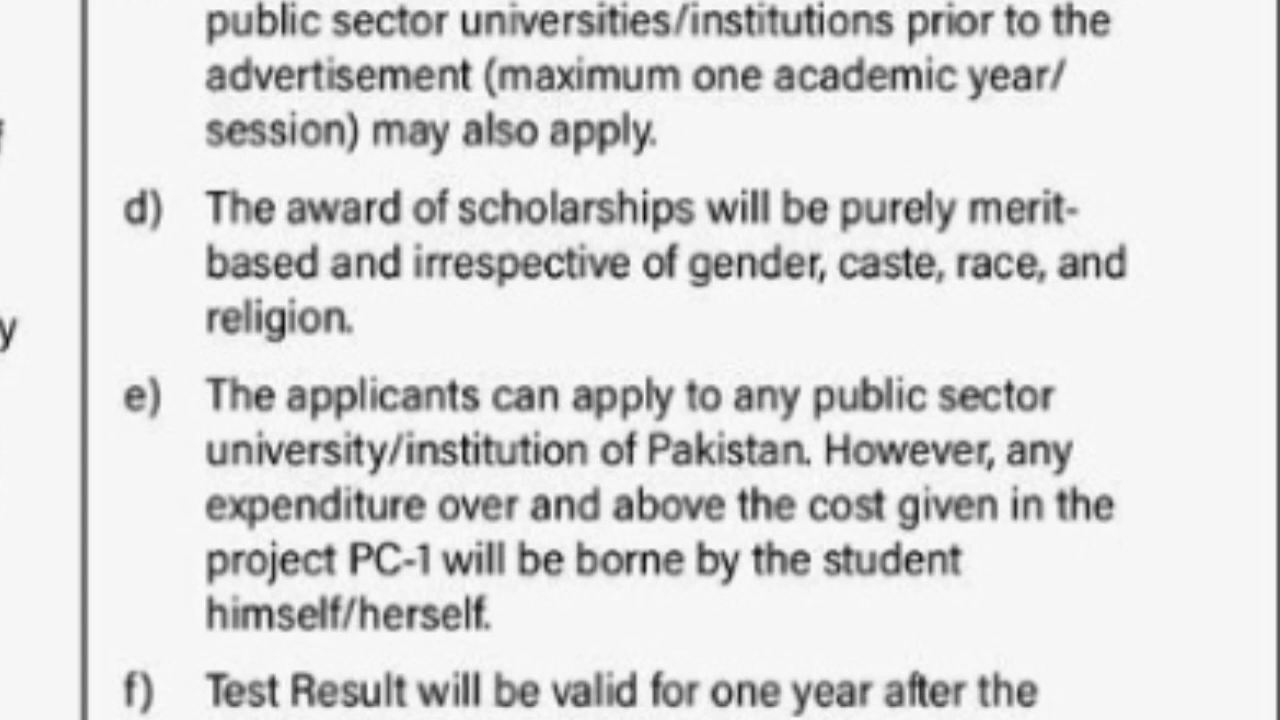 public sector universities/institutions prior to the
advertisement (maximum one academic year/
session) may also apply.
d) The award of scholarships will be purely merit-
based and irrespective of gender, caste, race, and
religion.
e) The applicants can apply to any public sector
university/institution of Pakistan. However, any
expenditure over and above the cost given in the
project PC-1 will be borne by the student
himself/herself.
f) Test Result will be valid for one year after the